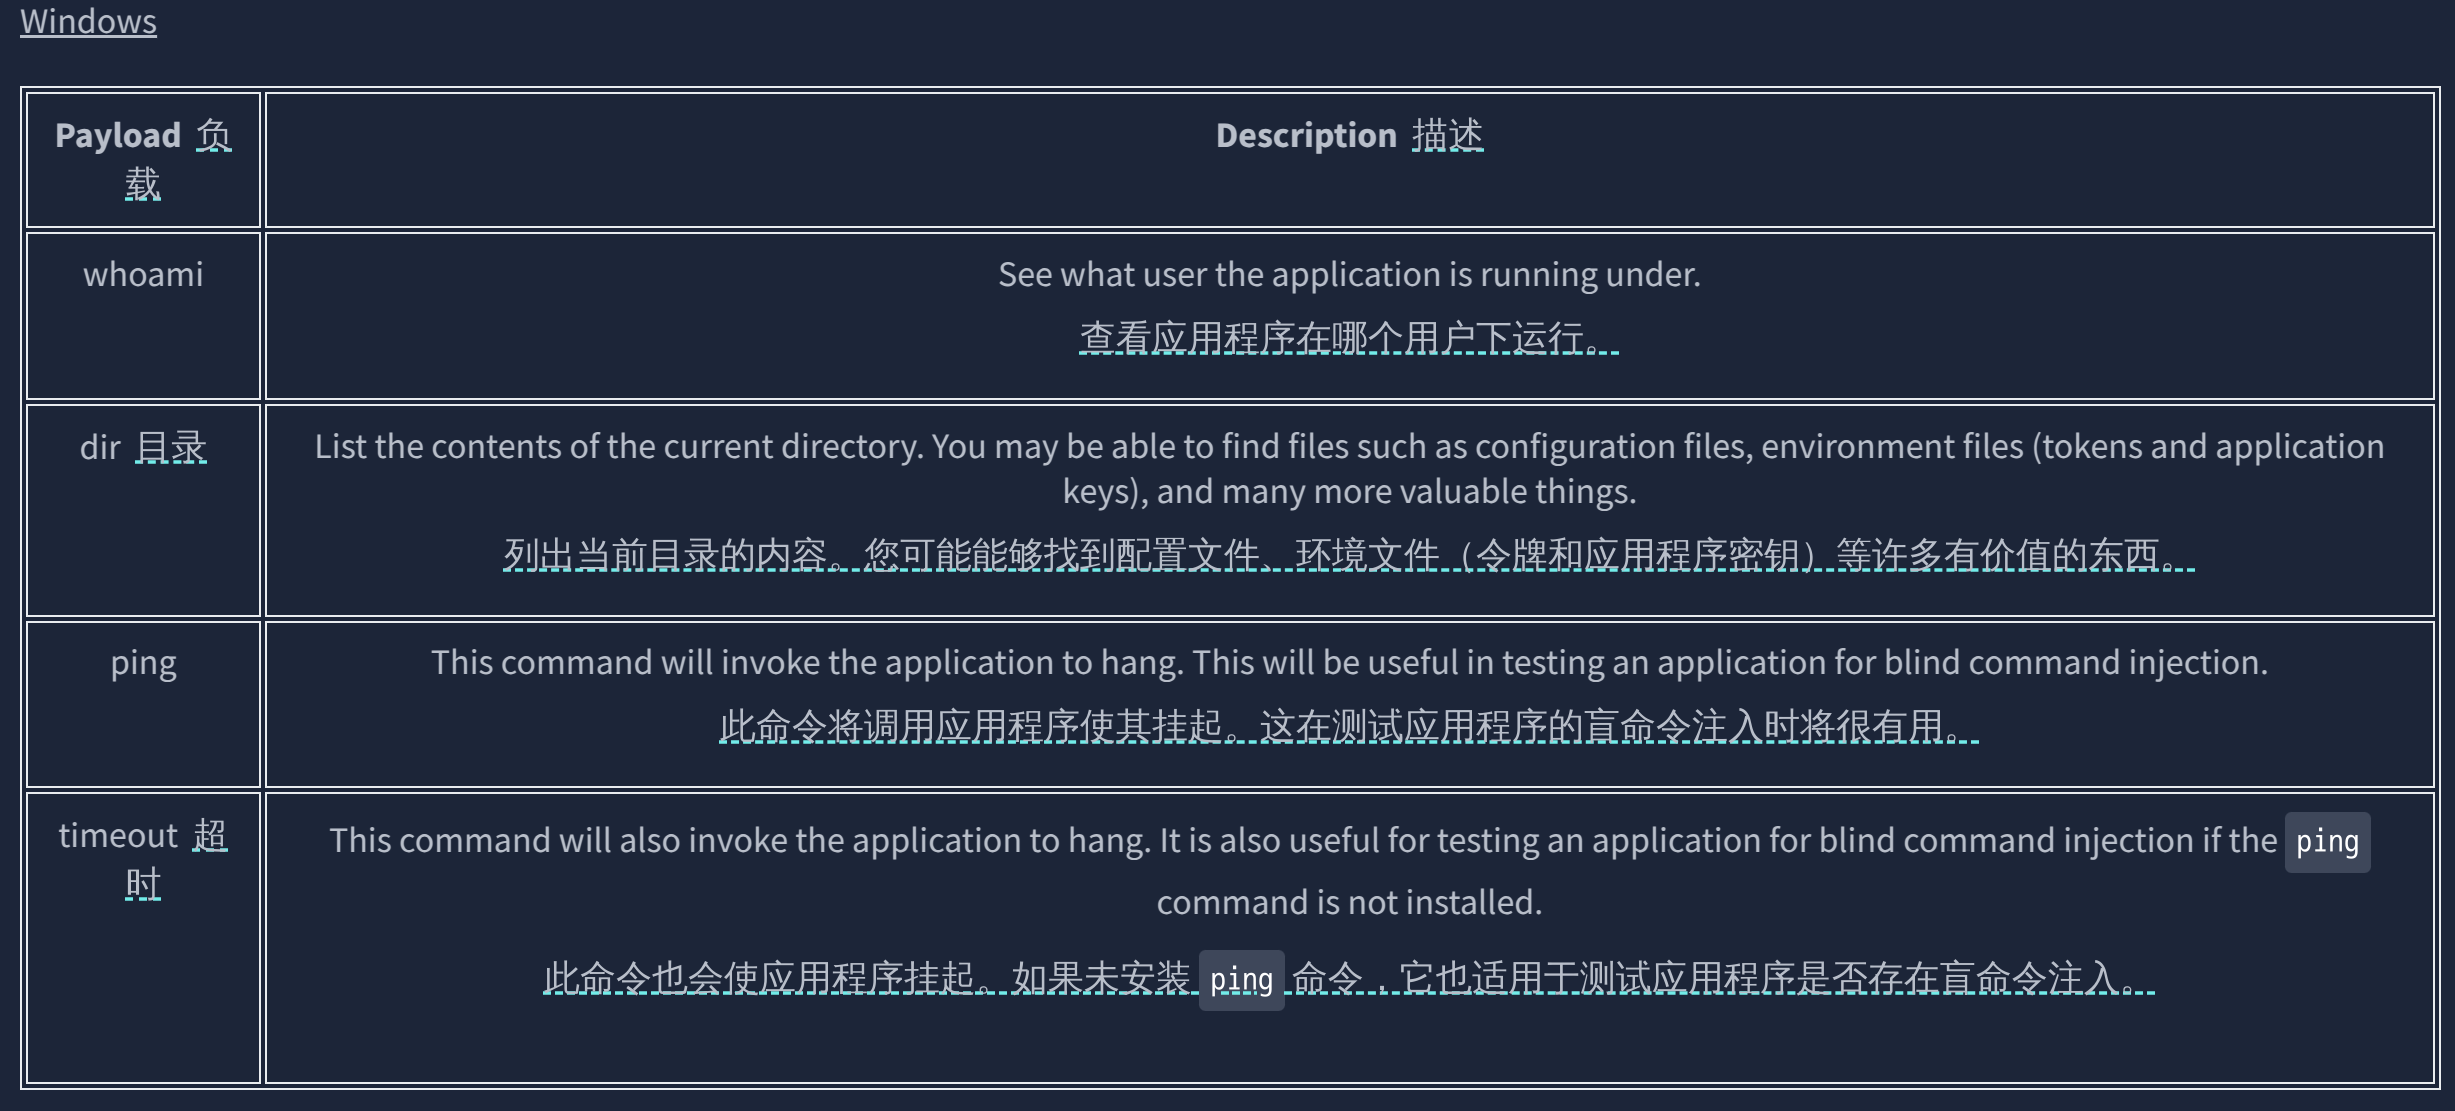 Windows
Payload 负
载
Description 描述
whoami
See what user the application is running under.
查看应用程序在哪个用户下运行。
dir 目录
List the contents of the current directory. You may be able to find files such as configuration files, environment files (tokens and application
keys), and many more valuable things.
列出当前目录的内容。您可能能够找到配置文件、环境文件（令牌和应用程序密钥）等许多有价值的东西。
ping
This command will invoke the application to hang. This will be useful in testing an application for blind command injection.
此命令将调用应用程序使其挂起。这在测试应用程序的盲命令注入时将很有用。
timeout 超
时
This command will also invoke the application to hang. It is also useful for testing an application for blind command injection if the ping
command is not installed.
此命令也会使应用程序挂起。如果未安装 ping 命令，它也适用于测试应用程序是否存在盲命令注入。